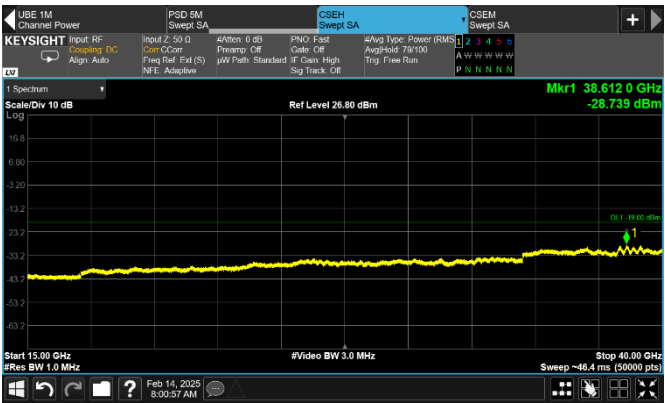 UBE 1M
Channel Power
PSD 5M
Swept SA
CSEH
Swept SA
CSEM
Swept SA
KEYSIGHT
Input: RF
Coupling: DC
Align: Auto
Input Z: 50 Ω
Corr CCorr
Freq Ref: Ext (S)
NFE: Adaptive
#Atten: 0 dB
Preamp: Off
µW Path: Standard
PNO: Fast
Gate: Off
IF Gain: High
Sig Track: Off
#Avg Type: Power (RMS)
Avg|Hold: 79/100
Trig: Free Run
1 2 3 4 5 6
A W W W W W
P N N N N N
LXI
1 Spectrum
Scale/Div 10 dB
Ref Level 26.80 dBm
Mkr1 38.612 0 GHz
-28.739 dBm
Log
16.8
6.80
-3.20
-13.2
-23.2
-33.2
-43.2
-53.2
-63.2
DL1 -19.00 dBm
1
Start 15.00 GHz
#Res BW 1.0 MHz
#Video BW 3.0 MHz
Stop 40.00 GHz
Sweep ~46.4 ms (50000 pts)
Feb 14, 2025
8:00:57 AM